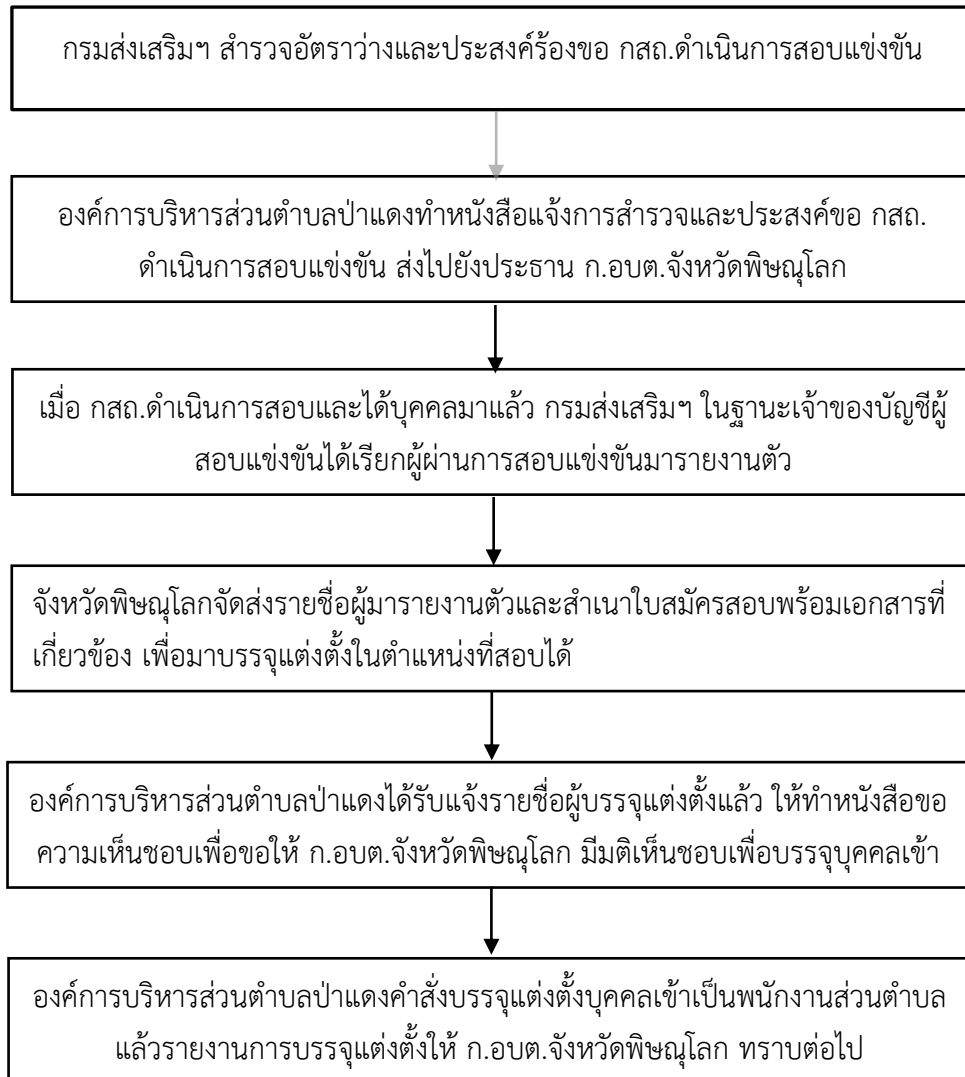 กรมส่งเสริมฯ สำรวจอัตราว่างและประสงค์ร้องขอ กสถ.ดำเนินการสอบแข่งขัน
องค์การบริหารส่วนตำบลป่าแดงทำหนังสือแจ้งการสำรวจและประสงค์ขอ กสถ.
ดำเนินการสอบแข่งขัน ส่งไปยังประธาน ก.อบต.จังหวัดพิษณุโลก
เมื่อ กสถ.ดำเนินการสอบและได้บุคคลมาแล้ว กรมส่งเสริมฯ ในฐานะเจ้าของบัญชีผู้
สอบแข่งขันได้เรียกผู้ผ่านการสอบแข่งขันมารายงานตัว
จังหวัดพิษณุโลกจัดส่งรายชื่อผู้มารายงานตัวและสำเนาใบสมัครสอบพร้อมเอกสารที่
เกี่ยวข้อง เพื่อมาบรรจุแต่งตั้งในตำแหน่งที่สอบได้
องค์การบริหารส่วนตำบลป่าแดงได้รับแจ้งรายชื่อผู้บรรจุแต่งตั้งแล้ว ให้ทำหนังสือขอ
ความเห็นชอบเพื่อขอให้ ก.อบต.จังหวัดพิษณุโลก มีมติเห็นชอบเพื่อบรรจุบุคคลเข้า
องค์การบริหารส่วนตำบลป่าแดงคำสั่งบรรจุแต่งตั้งบุคคลเข้าเป็นพนักงานส่วนตำบล
แล้วรายงานการบรรจุแต่งตั้งให้ ก.อบต.จังหวัดพิษณุโลก ทราบต่อไป